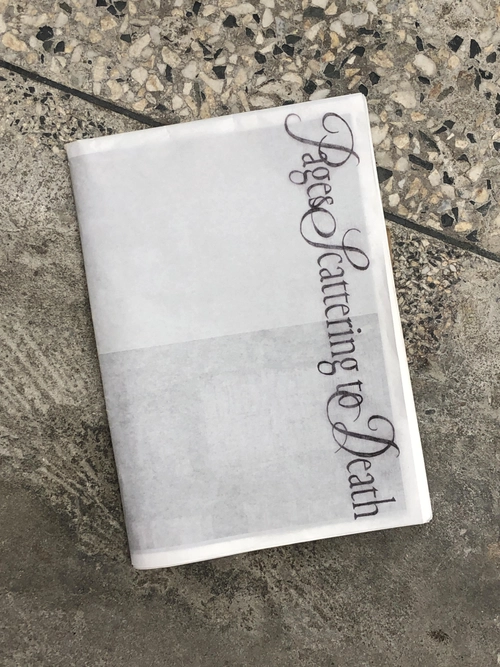 Pages Scattering to Death